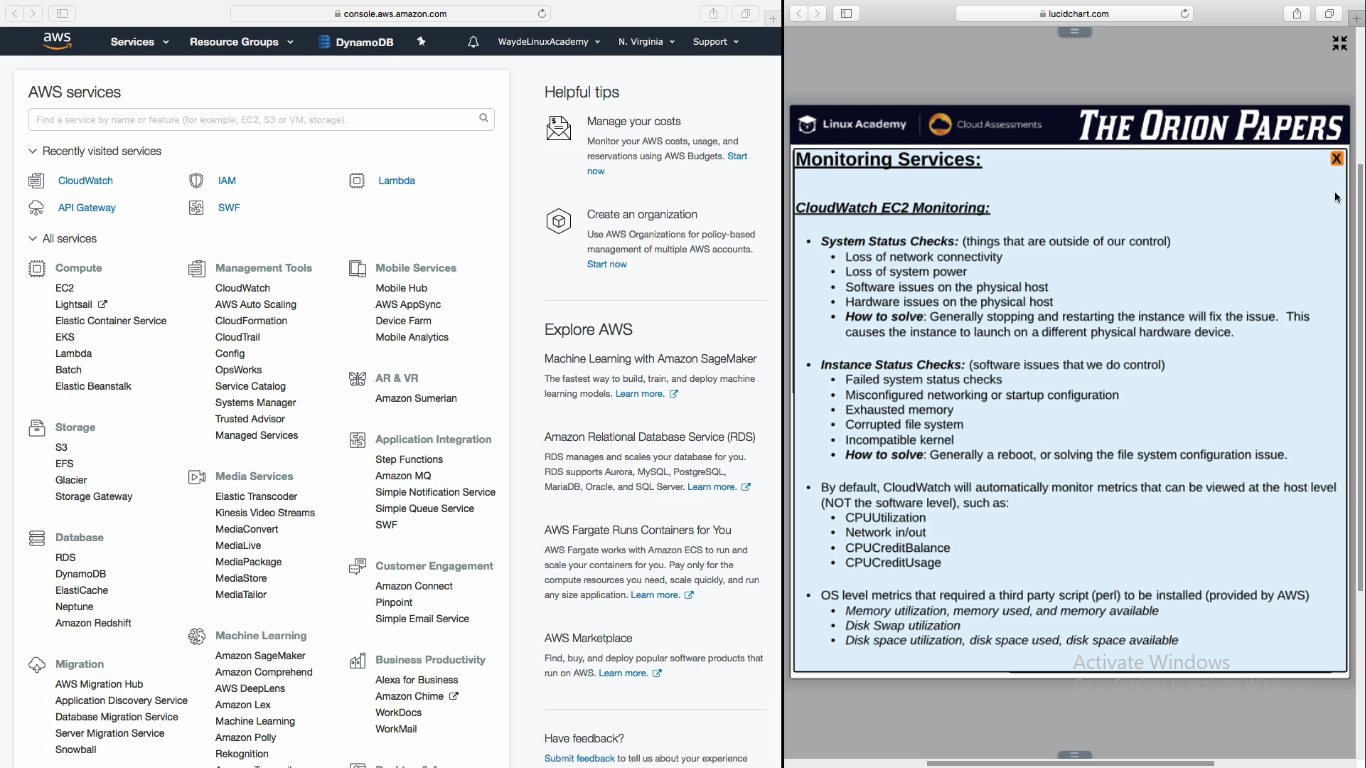 console.aws.amazon.com
aws
Services
Resource Groups
DynamoDB
WaydeLinuxAcademy
N. Virginia
Support
AWS services
Find a service by name or feature (for example, EC2, S3 or VM, storage).
Recently visited services
CloudWatch
IAM
Lambda
API Gateway
SWF
All services
Compute
EC2
Lightsail
Elastic Container Service
EKS
Lambda
Batch
Elastic Beanstalk
Storage
S3
EFS
Glacier
Storage Gateway
Database
RDS
DynamoDB
ElastiCache
Neptune
Amazon Redshift
Migration
AWS Migration Hub
Application Discovery Service
Database Migration Service
Server Migration Service
Snowball
Management Tools
CloudWatch
AWS Auto Scaling
CloudFormation
CloudTrail
Config
OpsWorks
Service Catalog
Systems Manager
Trusted Advisor
Managed Services
Media Services
Elastic Transcoder
Kinesis Video Streams
MediaConvert
MediaLive
MediaPackage
MediaStore
MediaTailor
Machine Learning
Amazon SageMaker
Amazon Comprehend
AWS DeepLens
Amazon Lex
Machine Learning
Amazon Polly
Rekognition
Mobile Services
Mobile Hub
AWS AppSync
Device Farm
Mobile Analytics
AR & VR
Amazon Sumerian
Application Integration
Step Functions
Amazon MQ
Simple Notification Service
Simple Queue Service
SWF
Customer Engagement
Amazon Connect
Pinpoint
Simple Email Service
Business Productivity
Alexa for Business
Amazon Chime
WorkDocs
WorkMail
Helpful tips
Manage your costs
Monitor your AWS costs, usage, and
reservations using AWS Budgets. Start
now
Create an organization
Use AWS Organizations for policy-based
management of multiple AWS accounts.
Start now
Explore AWS
Machine Learning with Amazon SageMaker
The fastest way to build, train, and deploy machine
learning models. Learn more.
Amazon Relational Database Service (RDS)
RDS manages and scales your database for you.
RDS supports Aurora, MySQL, PostgreSQL,
MariaDB, Oracle, and SQL Server. Learn more.
AWS Fargate Runs Containers for You
AWS Fargate works with Amazon ECS to run and
scale your containers for you. Pay only for the
compute resources you need, scale quickly, and run
any size application. Learn more.
AWS Marketplace
Find, buy, and deploy popular software products that
run on AWS. Learn more.
Have feedback?
Submit feedback to tell us about your experience
lucidchart.com
Linux Academy
Cloud Assessments
THE ORION PAPERS
Monitoring Services:
X
CloudWatch EC2 Monitoring:
• System Status Checks: (things that are outside of our control)
• Loss of network connectivity
• Loss of system power
• Software issues on the physical host
• Hardware issues on the physical host
• How to solve: Generally stopping and restarting the instance will fix the issue. This
causes the instance to launch on a different physical hardware device.
• Instance Status Checks: (software issues that we do control)
• Failed system status checks
• Misconfigured networking or startup configuration
• Exhausted memory
• Corrupted file system
• Incompatible kernel
• How to solve: Generally a reboot, or solving the file system configuration issue.
• By default, CloudWatch will automatically monitor metrics that can be viewed at the host level
(NOT the software level), such as:
• CPUUtilization
• Network in/out
• CPUCreditBalance
• CPUCreditUsage
• OS level metrics that required a third party script (perl) to be installed (provided by AWS)
• Memory utilization, memory used, and memory available
• Disk Swap utilization
• Disk space utilization, disk space used, disk space available
Activate Windows